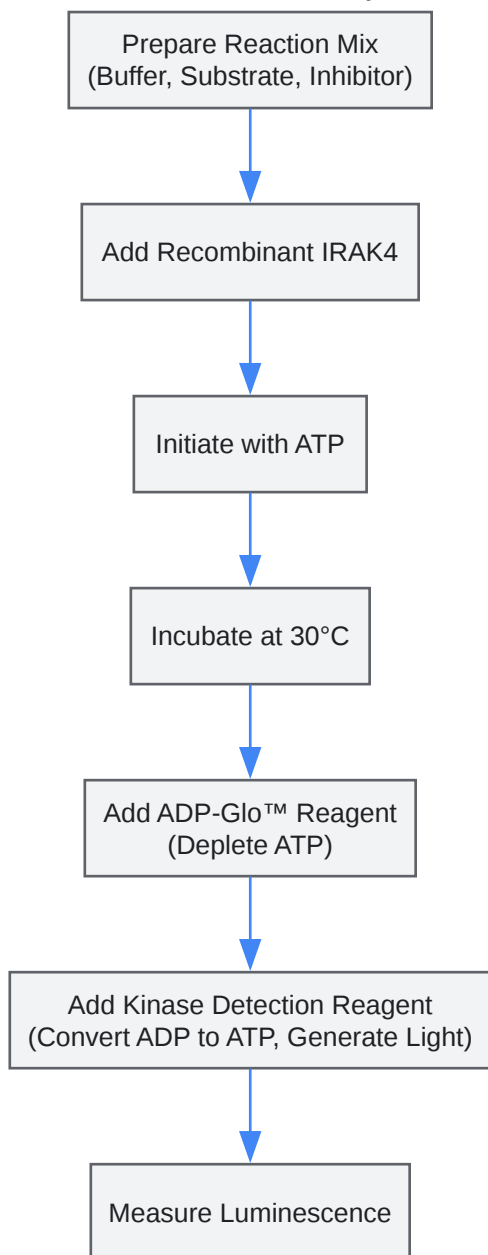 Prepare Reaction Mix
(Buffer, Substrate, Inhibitor)
Add Recombinant IRAK4
Initiate with ATP
Incubate at 30°C
Add ADP-Glo™ Reagent
(Deplete ATP)
Add Kinase Detection Reagent
(Convert ADP to ATP, Generate Light)
Measure Luminescence